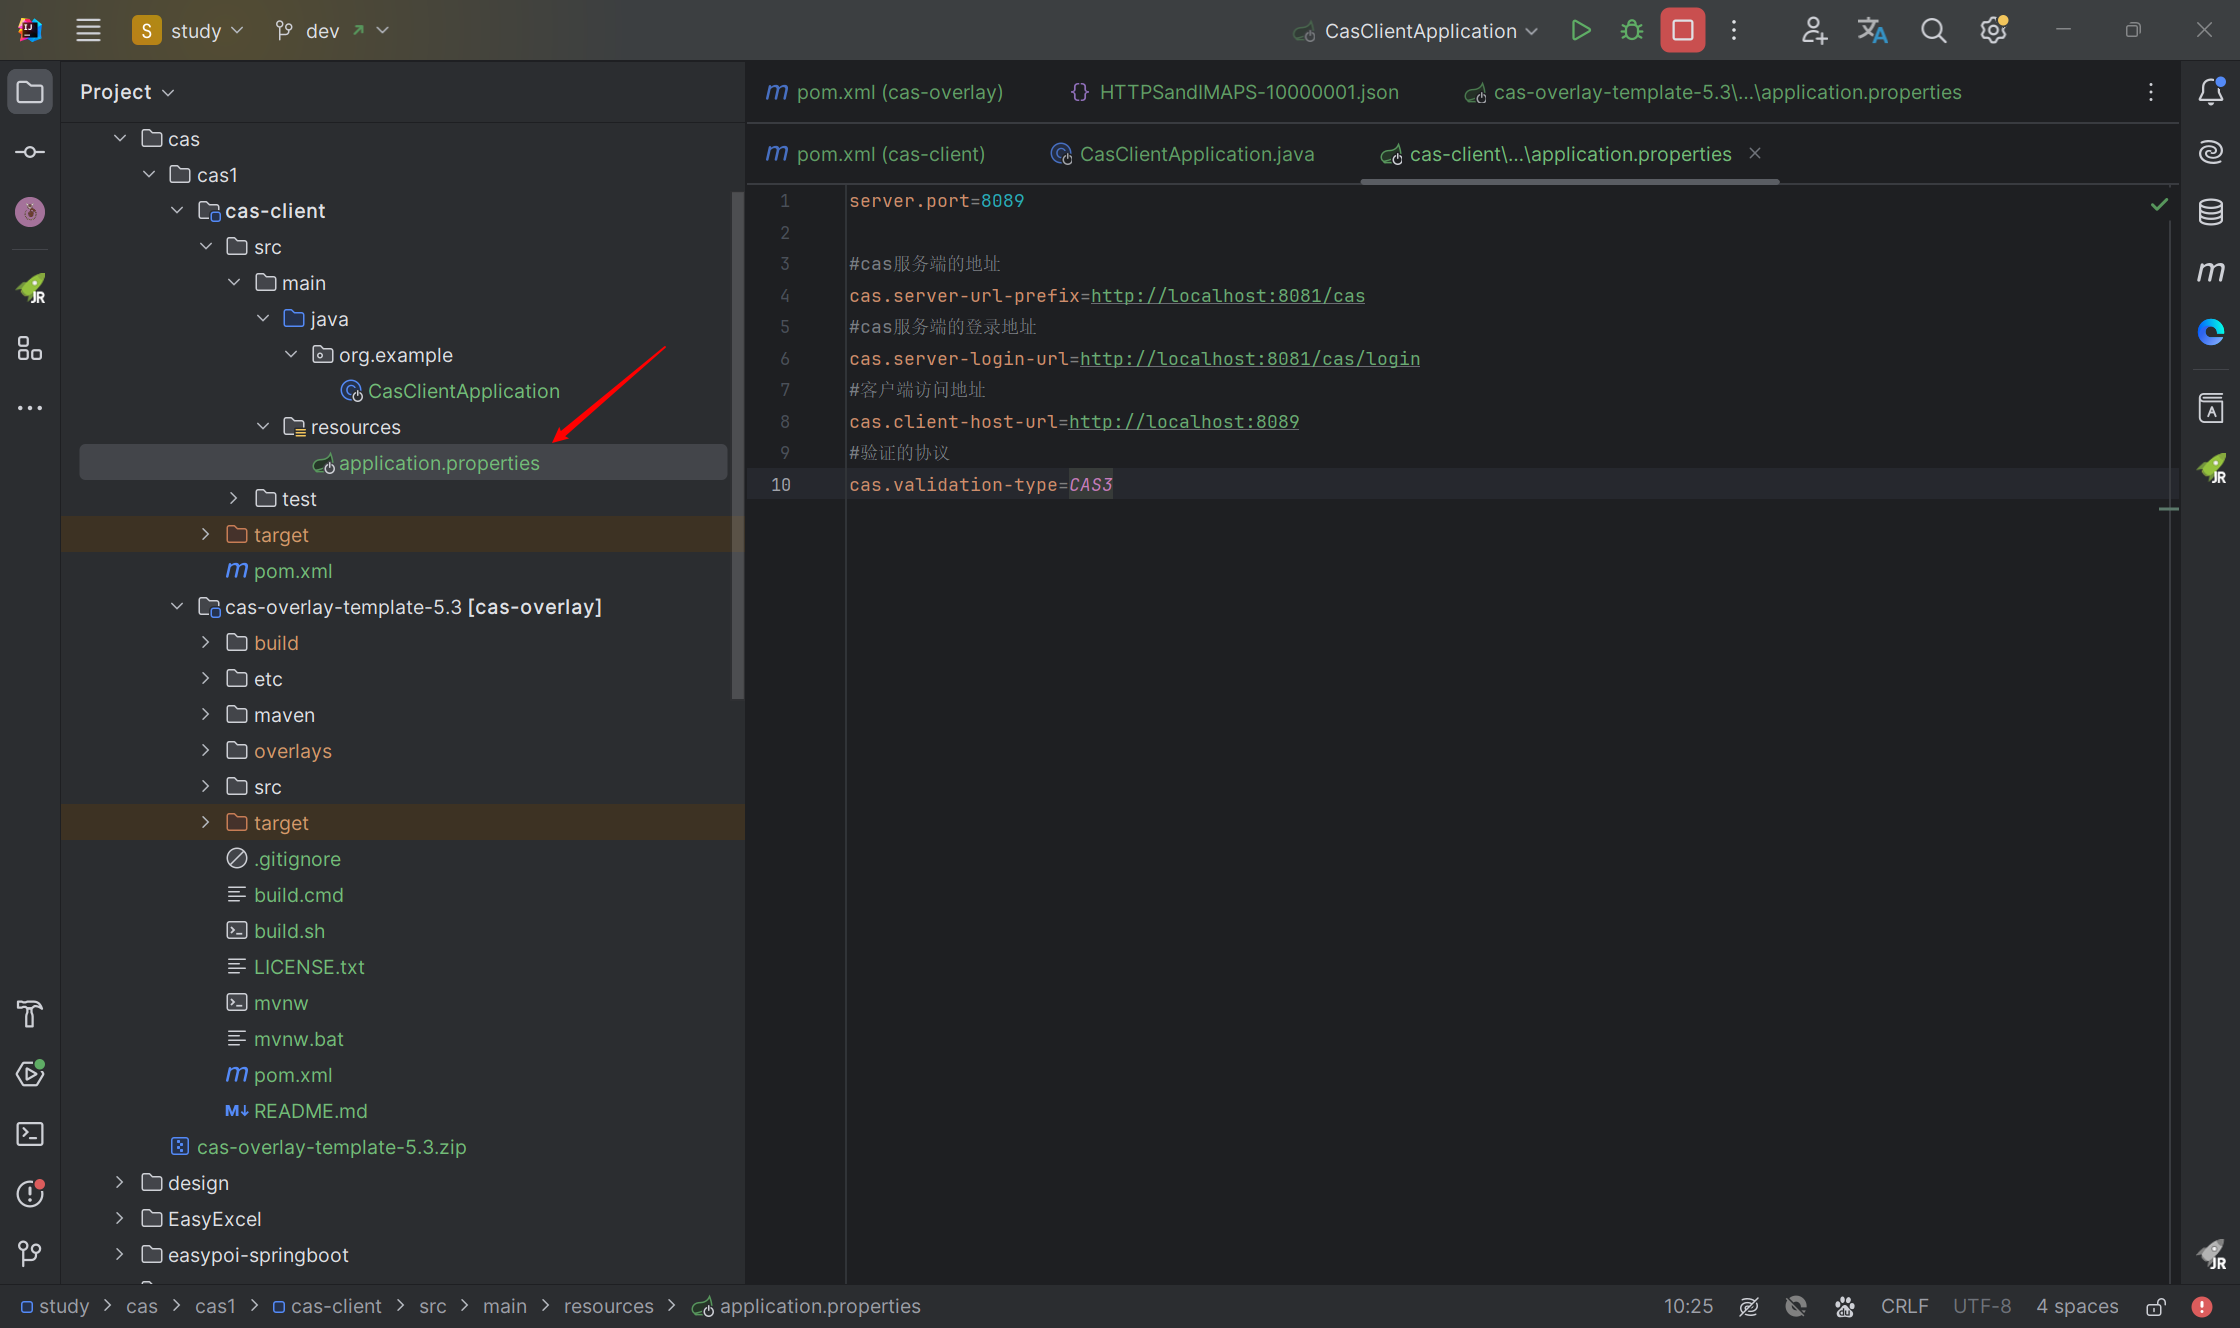 S study dev CasClientApplication
Project
pom.xml (cas-overlay) HTTPSandIMAPS-10000001.json cas-overlay-template-5.3\...\application.properties
pom.xml (cas-client) CasClientApplication.java cas-client\...\application.properties
cas
cas1
cas-client
src
main
java
org.example
CasClientApplication
resources
application.properties
test
target
pom.xml
cas-overlay-template-5.3 [cas-overlay]
build
etc
maven
overlays
src
target
.gitignore
build.cmd
build.sh
LICENSE.txt
mvnw
mvnw.bat
pom.xml
README.md
cas-overlay-template-5.3.zip
design
EasyExcel
easypoi-springboot
1 server.port=8089
2
3 #cas服务端的地址
4 cas.server-url-prefix=http://localhost:8081/cas
5 #cas服务端的登录地址
6 cas.server-login-url=http://localhost:8081/cas/login
7 #客户端访问地址
8 cas.client-host-url=http://localhost:8089
9 #验证的协议
10 cas.validation-type=CAS3
study > cas > cas1 > cas-client > src > main > resources > application.properties
10:25 CRLF UTF-8 4 spaces